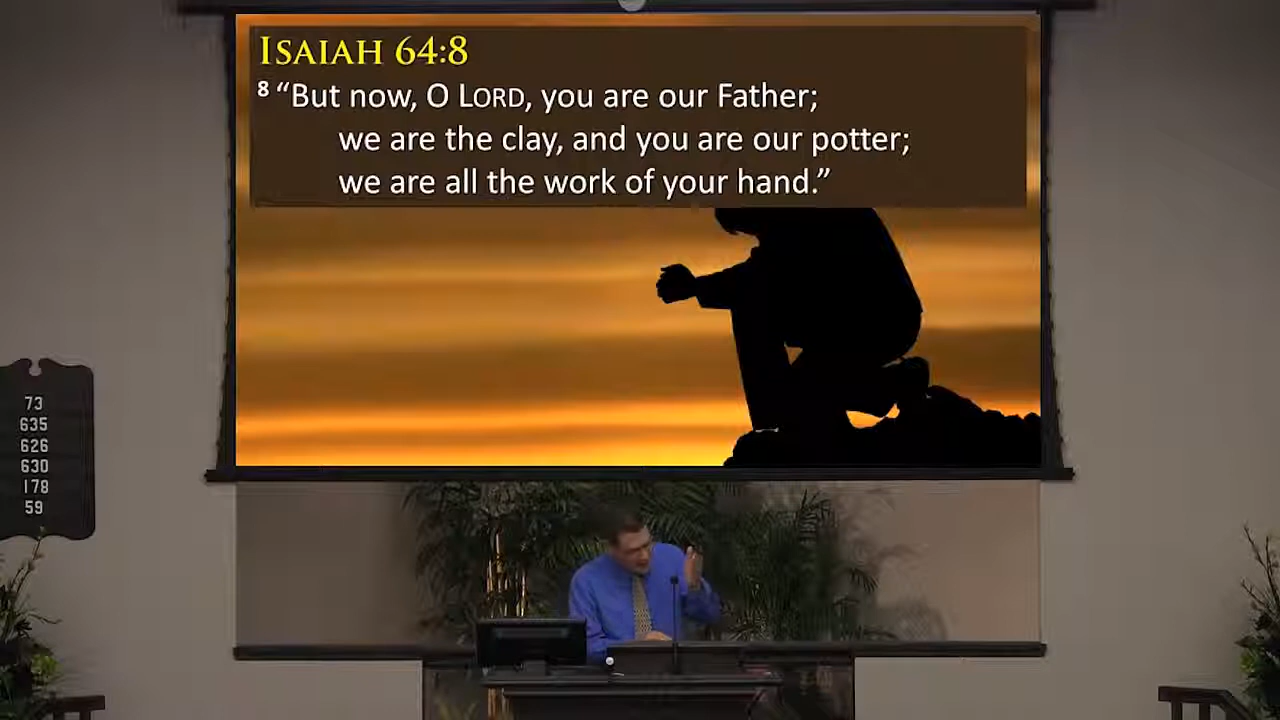 ISAIAH 64:8
8 “But now, O LORD, you are our Father;
we are the clay, and you are our potter;
we are all the work of your hand.”
73
635
626
630
178
59